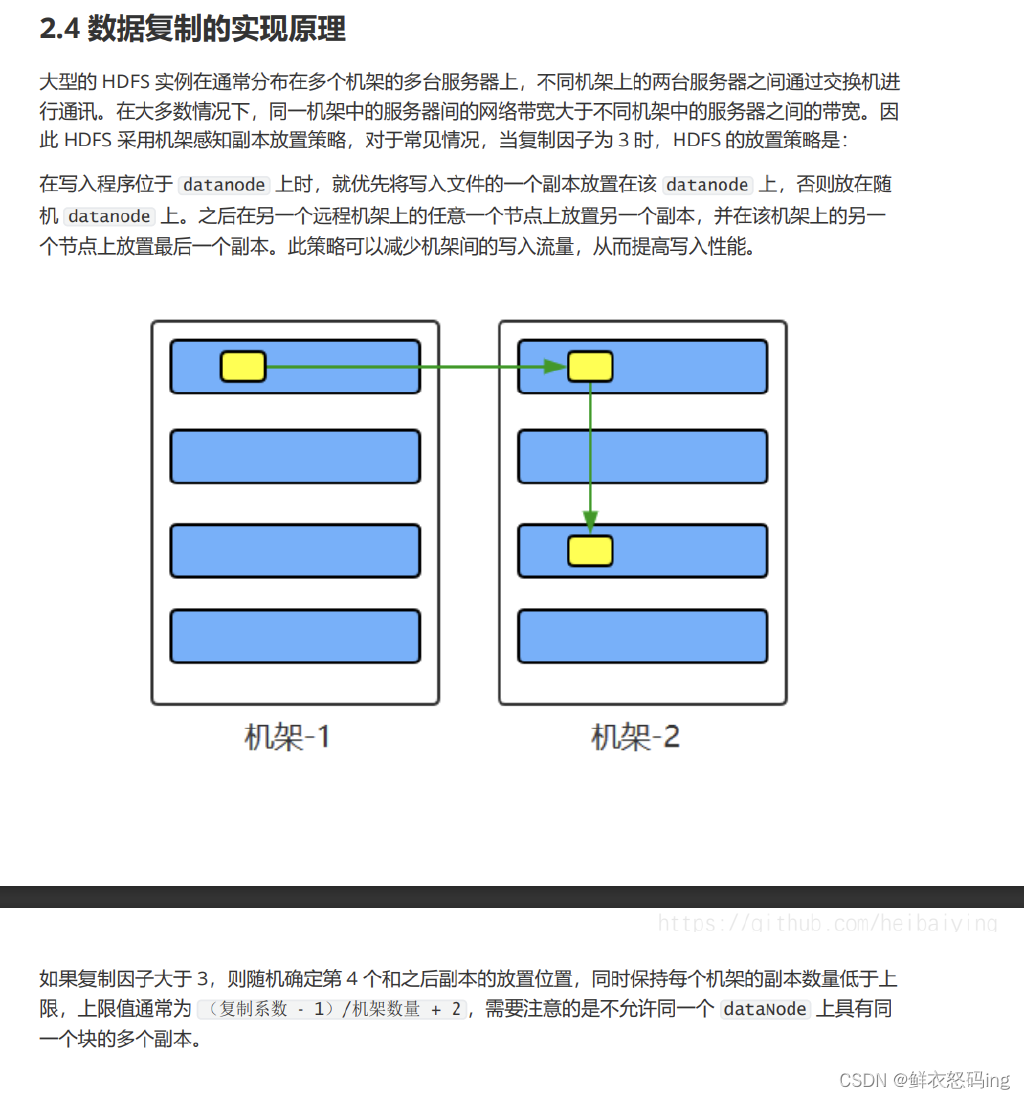 2.4 数据复制的实现原理
大型的 HDFS 实例在通常分布在多个机架的多台服务器上，不同机架上的两台服务器之间通过交换机进
行通讯。在大多数情况下，同一机架中的服务器间的网络带宽大于不同机架中的服务器之间的带宽。因
此 HDFS 采用机架感知副本放置策略，对于常见情况，当复制因子为 3 时，HDFS 的放置策略是：
在写入程序位于 datanode 上时，就优先将写入文件的一个副本放置在该 datanode 上，否则放在随
机 datanode 上。之后在另一个远程机架上的任意一个节点上放置另一个副本，并在该机架上的另一
个节点上放置最后一个副本。此策略可以减少机架间的写入流量，从而提高写入性能。
机架-1
机架-2
https://github.com/heibaiying
如果复制因子大于 3，则随机确定第 4 个和之后副本的放置位置，同时保持每个机架的副本数量低于上
限，上限值通常为 （复制系数 - 1）/机架数量 + 2，需要注意的是不允许同一个 dataNode 上具有同
一个块的多个副本。
CSDN @鲜衣怒码ing